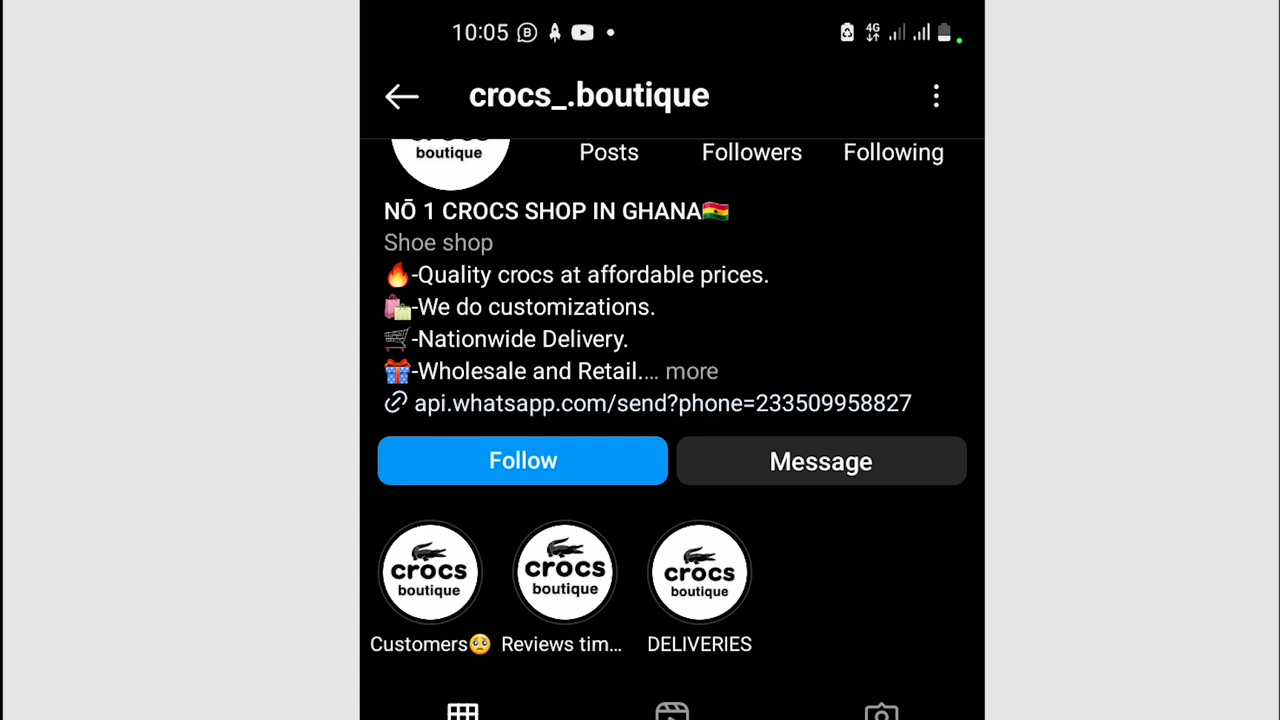 10:05
4G
crocs_.boutique
boutique
Posts Followers Following
NŌ 1 CROCS SHOP IN GHANA🇬🇭
Shoe shop
🔥-Quality crocs at affordable prices.
🛍️-We do customizations.
🛒-Nationwide Delivery.
🎁-Wholesale and Retail.... more
api.whatsapp.com/send?phone=233509958827
Follow Message
crocs boutique
crocs boutique
crocs boutique
Customers🥺 Reviews tim... DELIVERIES